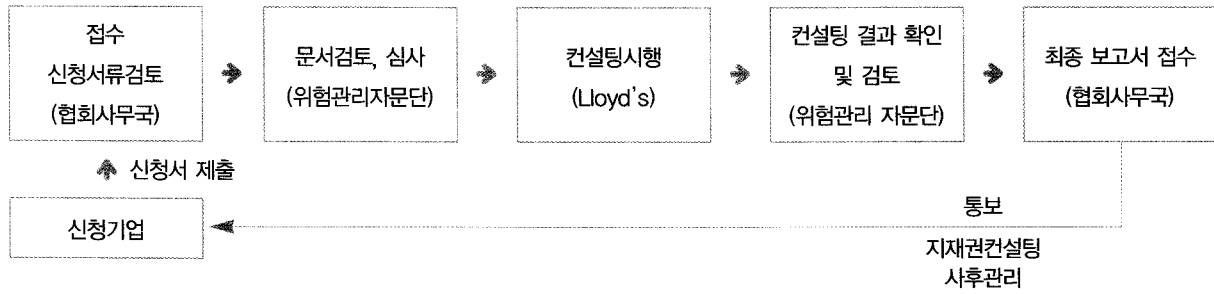 접수
신청서류검토
(협회사무국)
문서검토, 심사
(위험관리자문단)
컨설팅시행
(Lloyd's)
컨설팅 결과 확인
및 검토
(위험관리 자문단)
최종 보고서 접수
(협회사무국)
신청서 제출
신청기업
통보
지재권컨설팅
사후관리